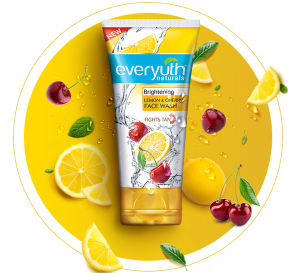 NEW
everyuth
naturals
Brightening
LEMON & CHERRY
FACE WASH
FIGHTS TAN